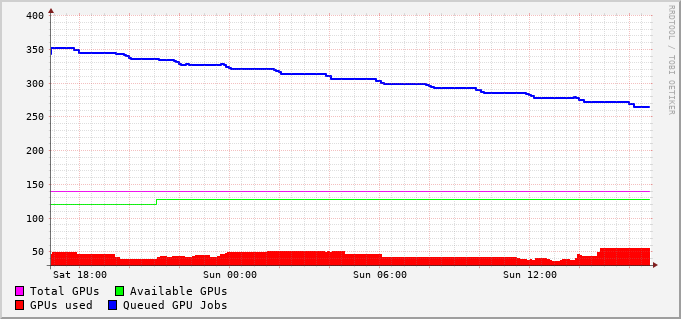 400
350
300
250
200
150
100
50
Sat 18:00 Sun 00:00 Sun 06:00 Sun 12:00
Total GPUs Available GPUs
GPUs used Queued GPU Jobs
RRDTOOL / TOBI OETIKER